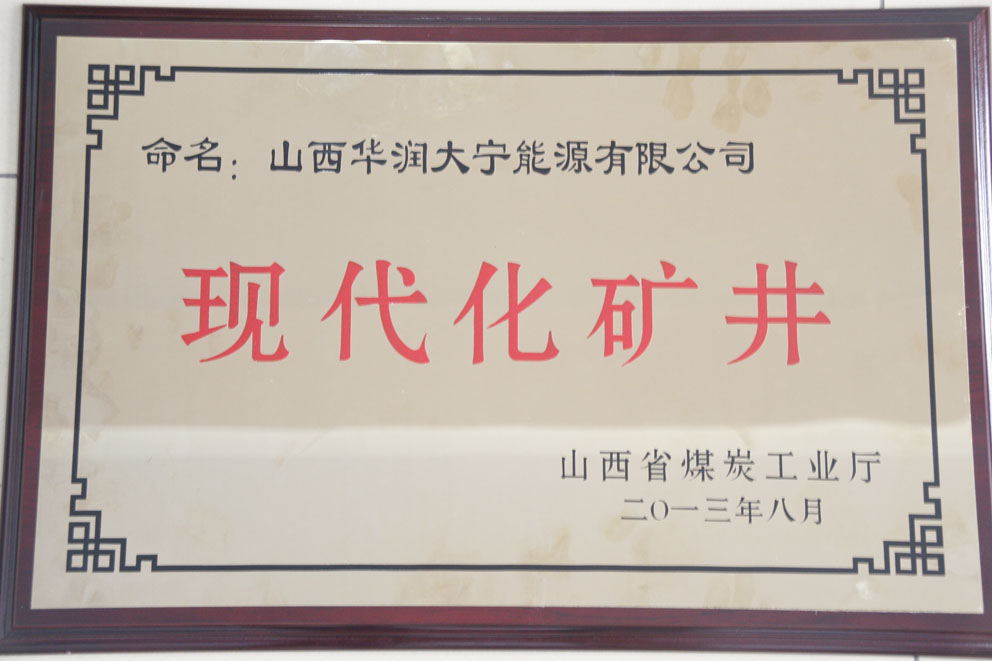 命名：山西华润大宁能源有限公司
现代化矿井
山西省煤炭工业厅
二〇一三年八月